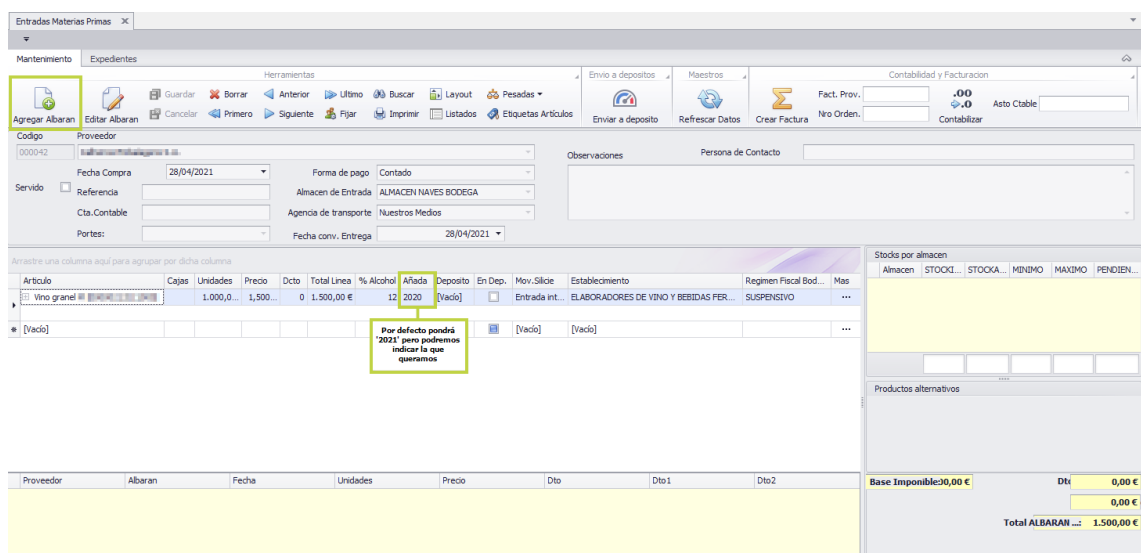 Entradas Materias Primas
Mantenimiento Expedientes
Herramientas Envio a depositos Maestros Contabilidad y Facturacion
Agregar Albaran Editar Albaran Guardar Borrar Anterior Ultimo Buscar Layout Pesadas
Cancelar Primero Siguiente Fijar Imprimir Listados Etiquetas Artículos
Enviar a deposito Refrescar Datos Crear Factura
Fact. Prov.
Nro Orden.
.00
.0
Contabilizar
Asto Ctable
Codigo Proveedor
000042
Observaciones Persona de Contacto
Fecha Compra 28/04/2021 Forma de pago Contado
Servido Referencia Almacen de Entrada ALMACEN NAVES BODEGA
Cta.Contable Agencia de transporte Nuestros Medios
Portes: Fecha conv. Entrega 28/04/2021
Arrastre una columna aquí para agrupar por dicha columna
Articulo Cajas Unidades Precio Dcto Total Linea % Alcohol Añada Deposito En Dep. Mov.Silicie Establecimiento Regimen Fiscal Bod... Mas
Vino granel 1.000,0... 1,500... 0 1.500,00 € 12 2020 [Vacío] Entrada int... ELABORADORES DE VINO Y BEBIDAS FER... SUSPENSIVO ...
[Vacío] [Vacío] [Vacío] ...
Por defecto pondrá
'2021' pero podremos
indicar la que
queramos
Stocks por almacen
Almacen STOCKI... STOCKA... MINIMO MAXIMO PENDIEN...
Productos alternativos
Proveedor Albaran Fecha Unidades Precio Dto Dto1 Dto2
Base Imponible: 00,00 € 0,00 €
0,00 €
Total ALBARAN ...: 1.500,00 €